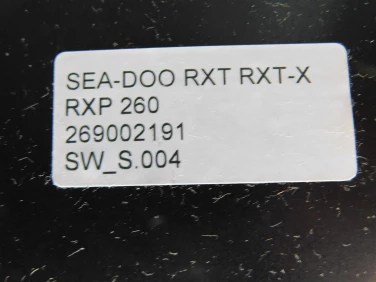 SEA-DOO RXT RXT-X
RXP 260
269002191
SW_S.004